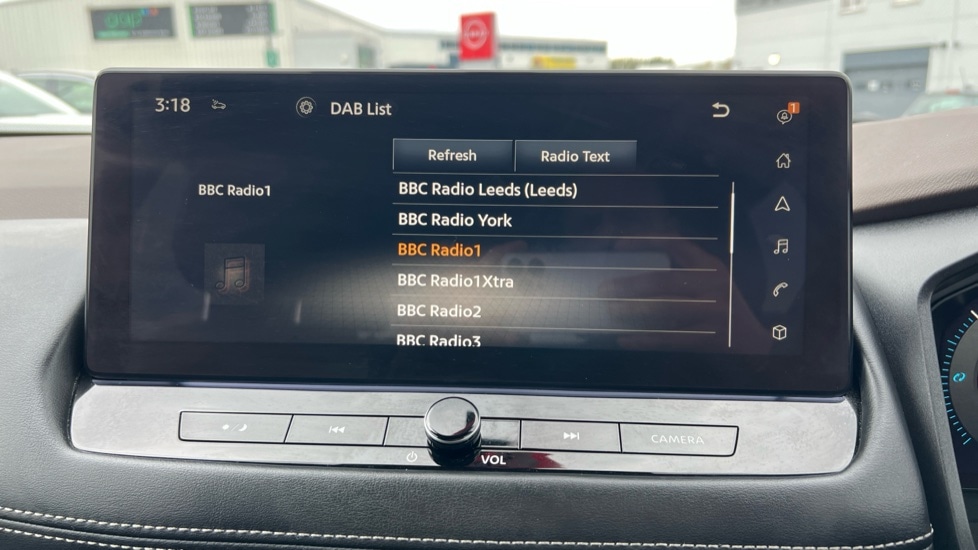 3:18
DAB List
1
Refresh
Radio Text
BBC Radio1
BBC Radio Leeds (Leeds)
BBC Radio York
BBC Radio1
BBC Radio1Xtra
BBC Radio2
BBC Radio3
CAMERA
VOL